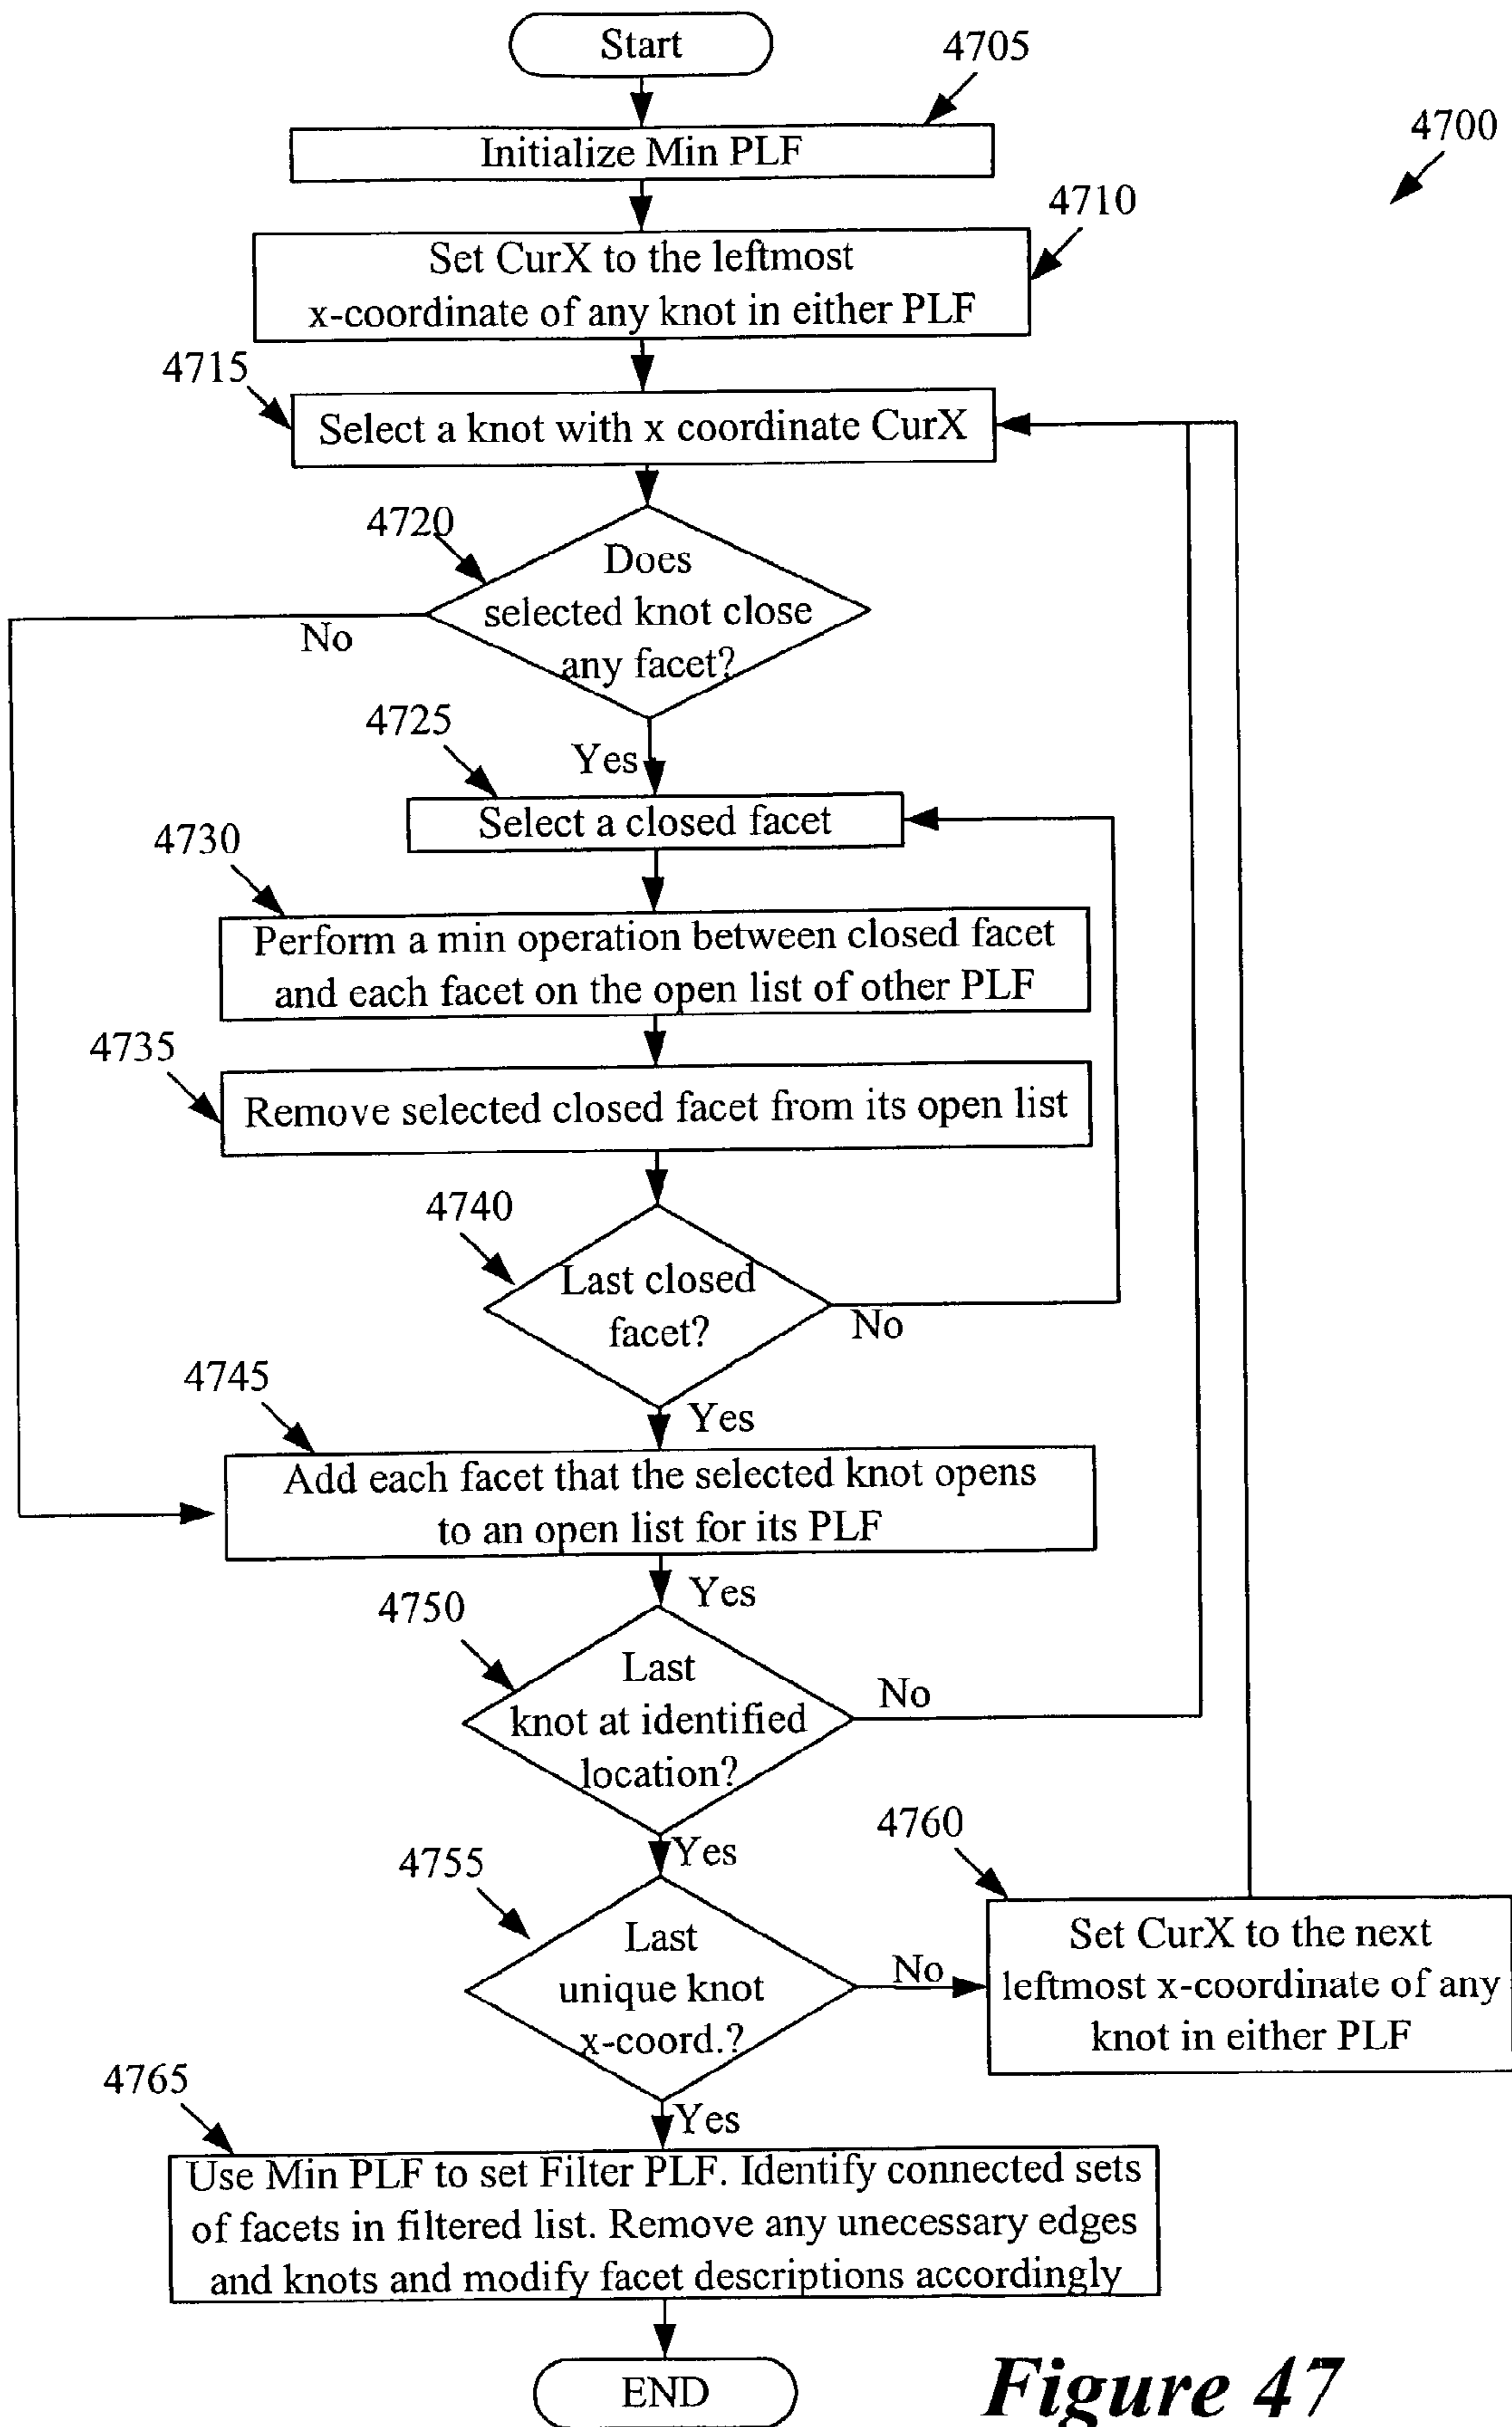 Start
4705
4700
Initialize Min PLF
4710
Set CurX to the leftmost
x-coordinate of any knot in either PLF
4715
Select a knot with x coordinate CurX
4720
Does
selected knot close
any facet?
No
4725
Yes
Select a closed facet
4730
Perform a min operation between closed facet
and each facet on the open list of other PLF
4735
Remove selected closed facet from its open list
4740
Last closed
facet?
No
4745
Yes
Add each facet that the selected knot opens
to an open list for its PLF
Yes
4750
Last
knot at identified
location?
No
4760
Yes
4755
Last
unique knot
x-coord.?
No
Set CurX to the next
leftmost x-coordinate of any
knot in either PLF
4765
Yes
Use Min PLF to set Filter PLF. Identify connected sets
of facets in filtered list. Remove any unecessary edges
and knots and modify facet descriptions accordingly
END
Figure 47